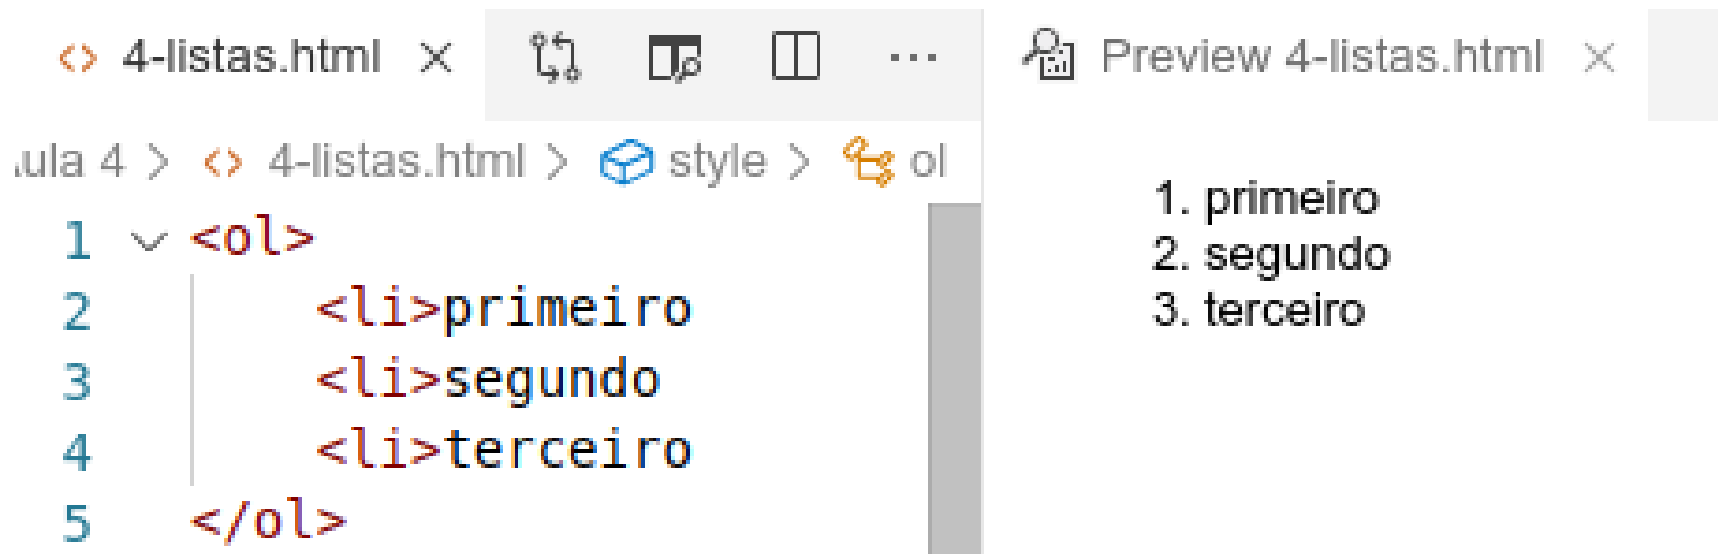 4-listas.html
Preview 4-listas.html
ula 4 > 4-listas.html > style > ol
1 <ol>
2 <li>primeiro
3 <li>segundo
4 <li>terceiro
5 </ol>
1. primeiro
2. segundo
3. terceiro